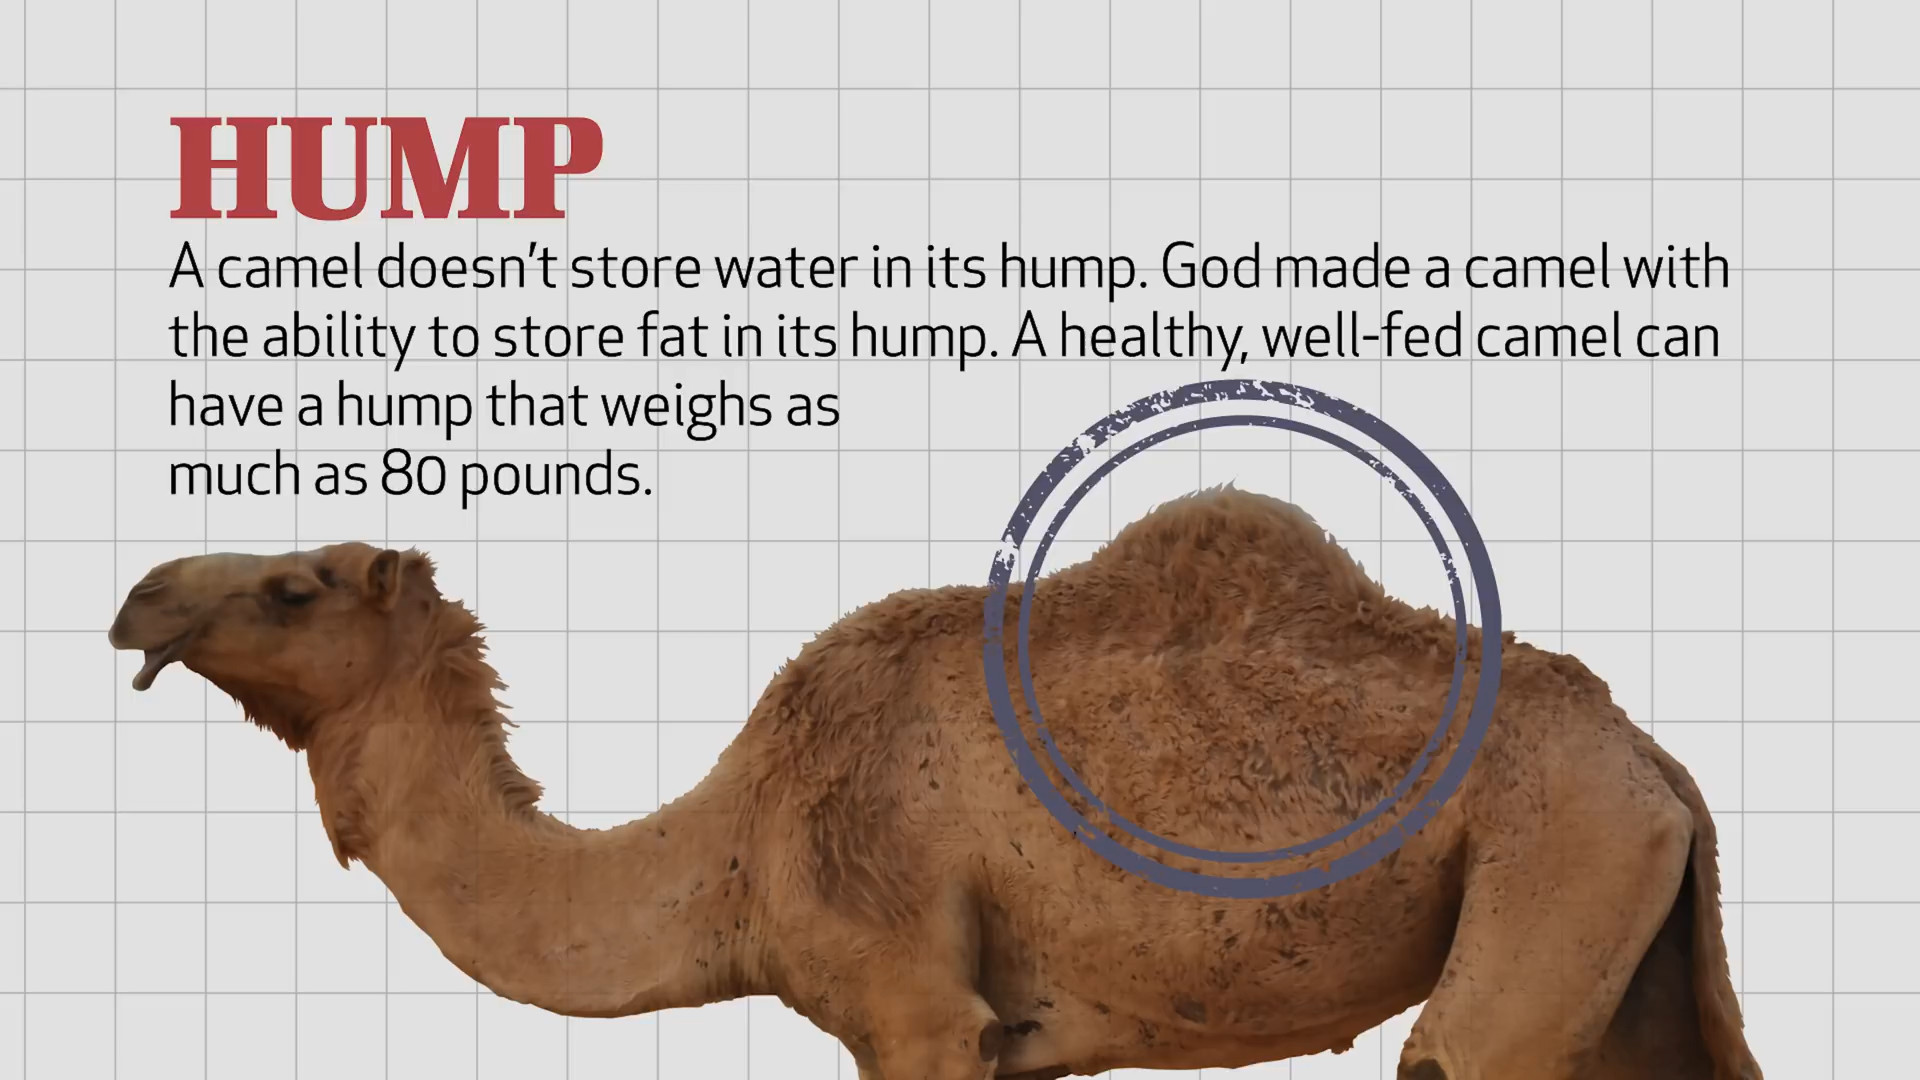 HUMP
A camel doesn’t store water in its hump. God made a camel with
the ability to store fat in its hump. A healthy, well-fed camel can
have a hump that weighs as
much as 80 pounds.